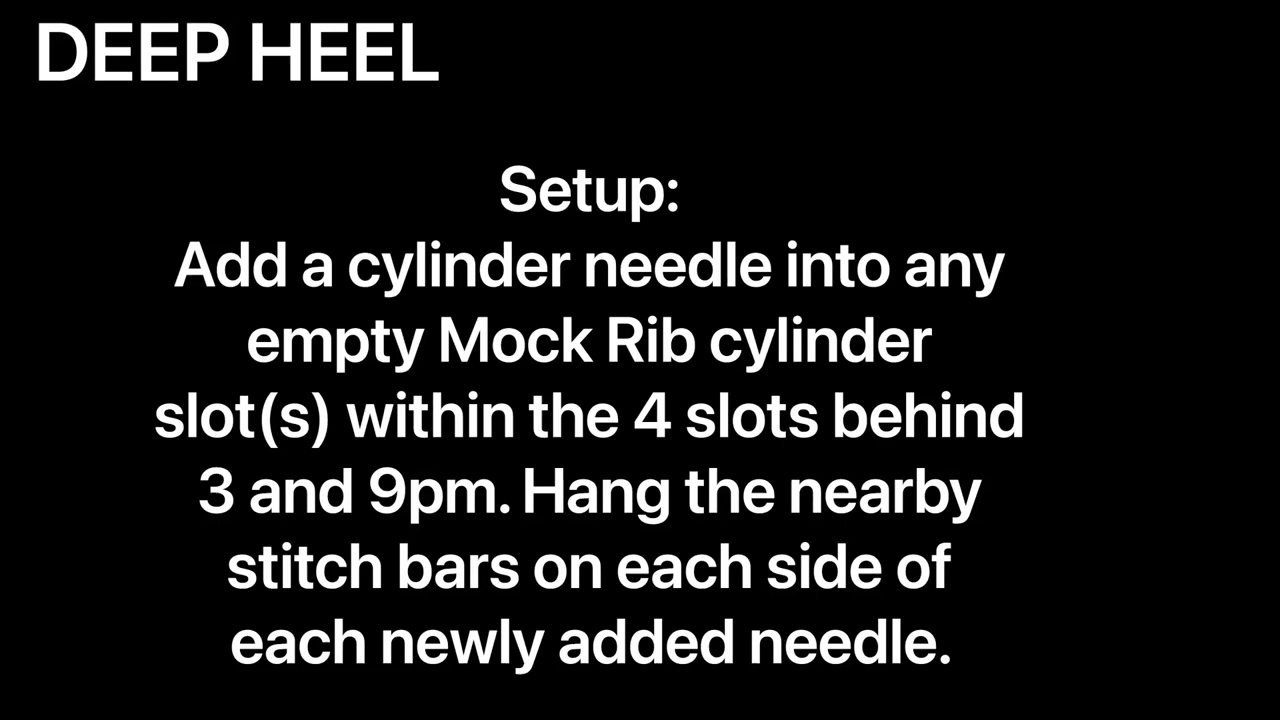 DEEP HEEL
Setup:
Add a cylinder needle into any
empty Mock Rib cylinder
slot(s) within the 4 slots behind
3 and 9pm. Hang the nearby
stitch bars on each side of
each newly added needle.